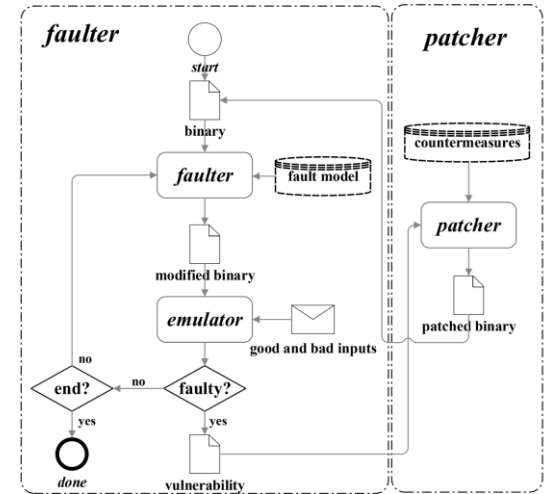 faulter
patcher
start
binary
countermeasures
faulter
fault model
patcher
modified binary
emulator
good and bad inputs
patched binary
no
end?
no
faulty?
yes
yes
done
vulnerability